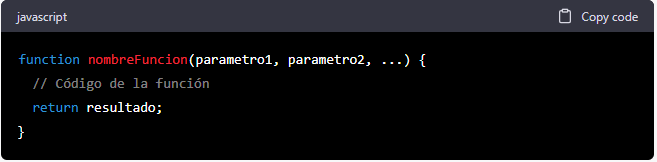 javascript
Copy code
function nombreFuncion(parametro1, parametro2, ...) {
  // Código de la función
  return resultado;
}